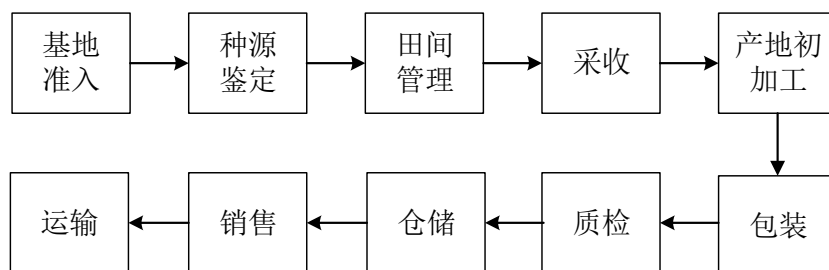 基地
准入
种源
鉴定
田间
管理
采收
产地初
加工
包装
质检
仓储
销售
运输